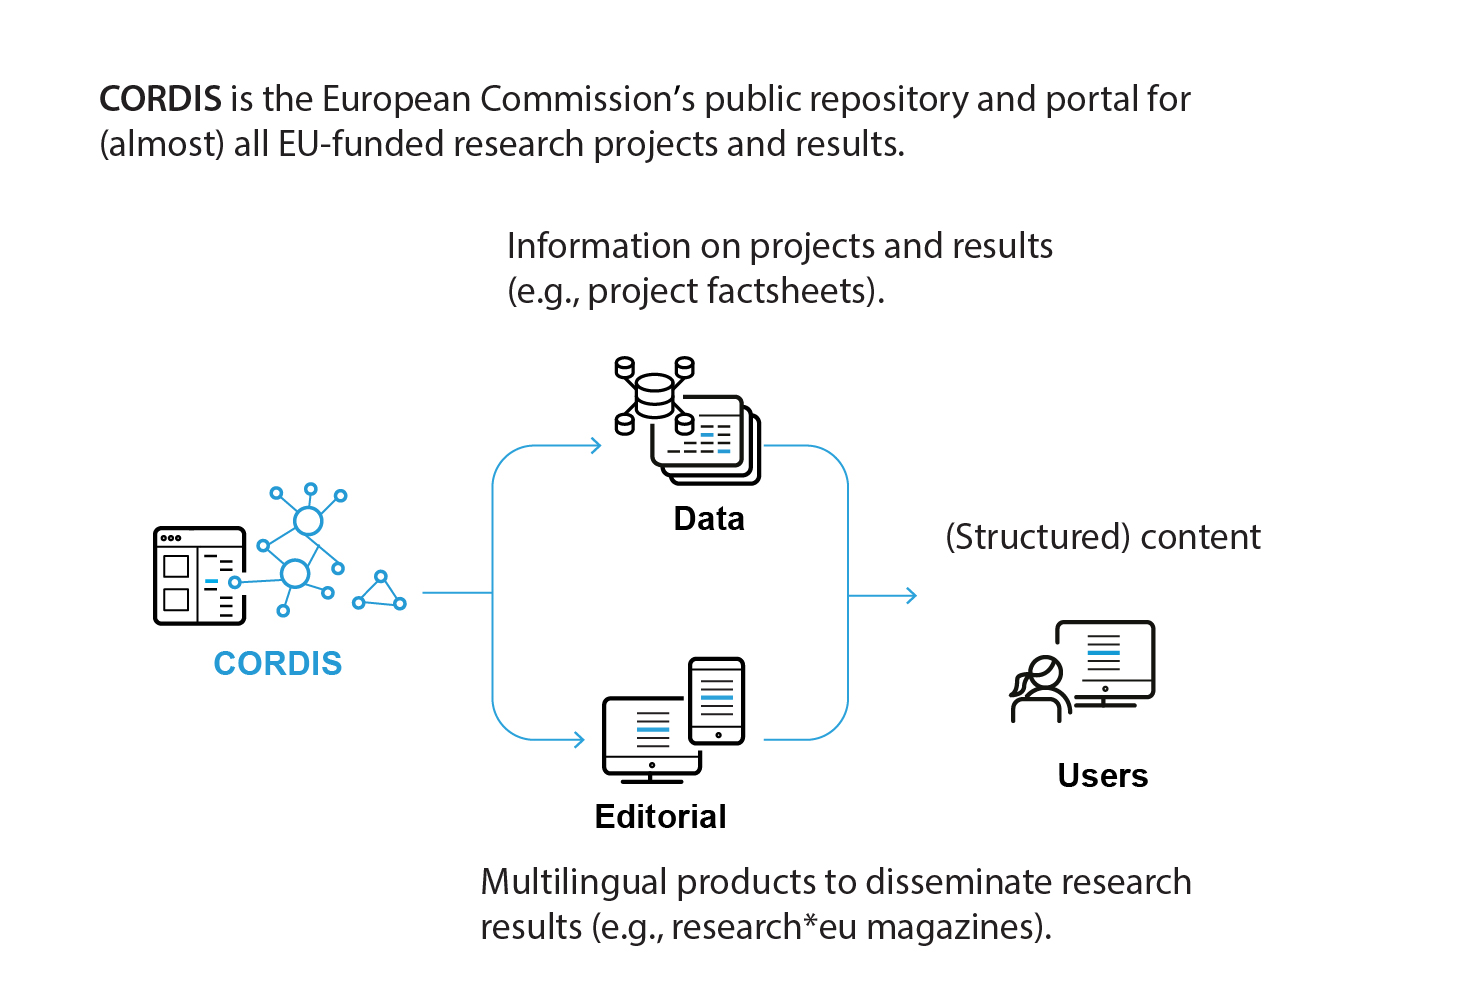 CORDIS is the European Commission’s public repository and portal for
(almost) all EU-funded research projects and results.
Information on projects and results
(e.g., project factsheets).
Data
(Structured) content
CORDIS
Users
Editorial
Multilingual products to disseminate research
results (e.g., research*eu magazines).